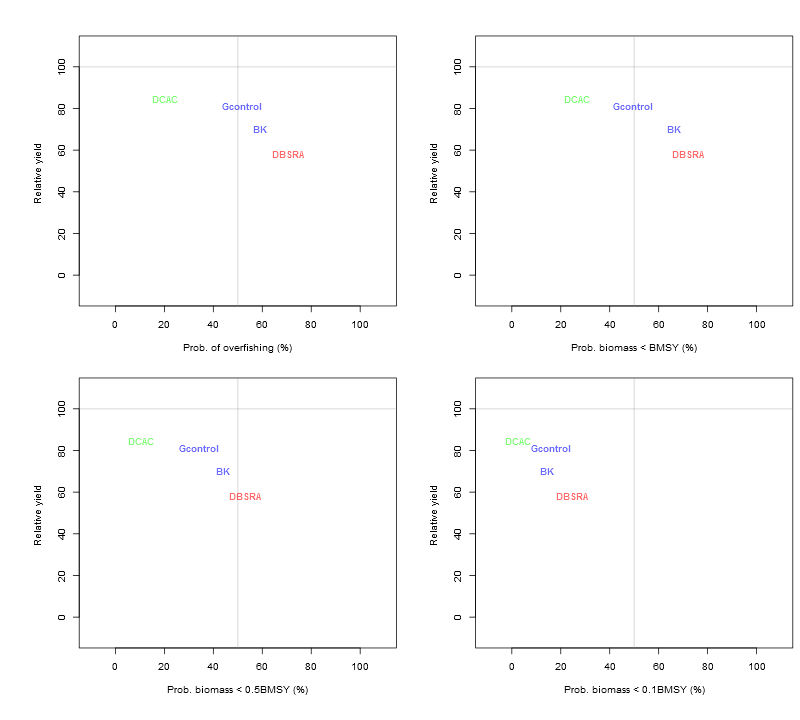 100
80
60
40
20
0
Relative yield
DCAC
Gcontrol
BK
DBSRA
0 20 40 60 80 100
Prob. of overfishing (%)
100
80
60
40
20
0
Relative yield
DCAC
Gcontrol
BK
DBSRA
0 20 40 60 80 100
Prob. biomass < BMSY (%)
100
80
60
40
20
0
Relative yield
DCAC
Gcontrol
BK
DBSRA
0 20 40 60 80 100
Prob. biomass < 0.5BMSY (%)
100
80
60
40
20
0
Relative yield
DCAC
Gcontrol
BK
DBSRA
0 20 40 60 80 100
Prob. biomass < 0.1BMSY (%)